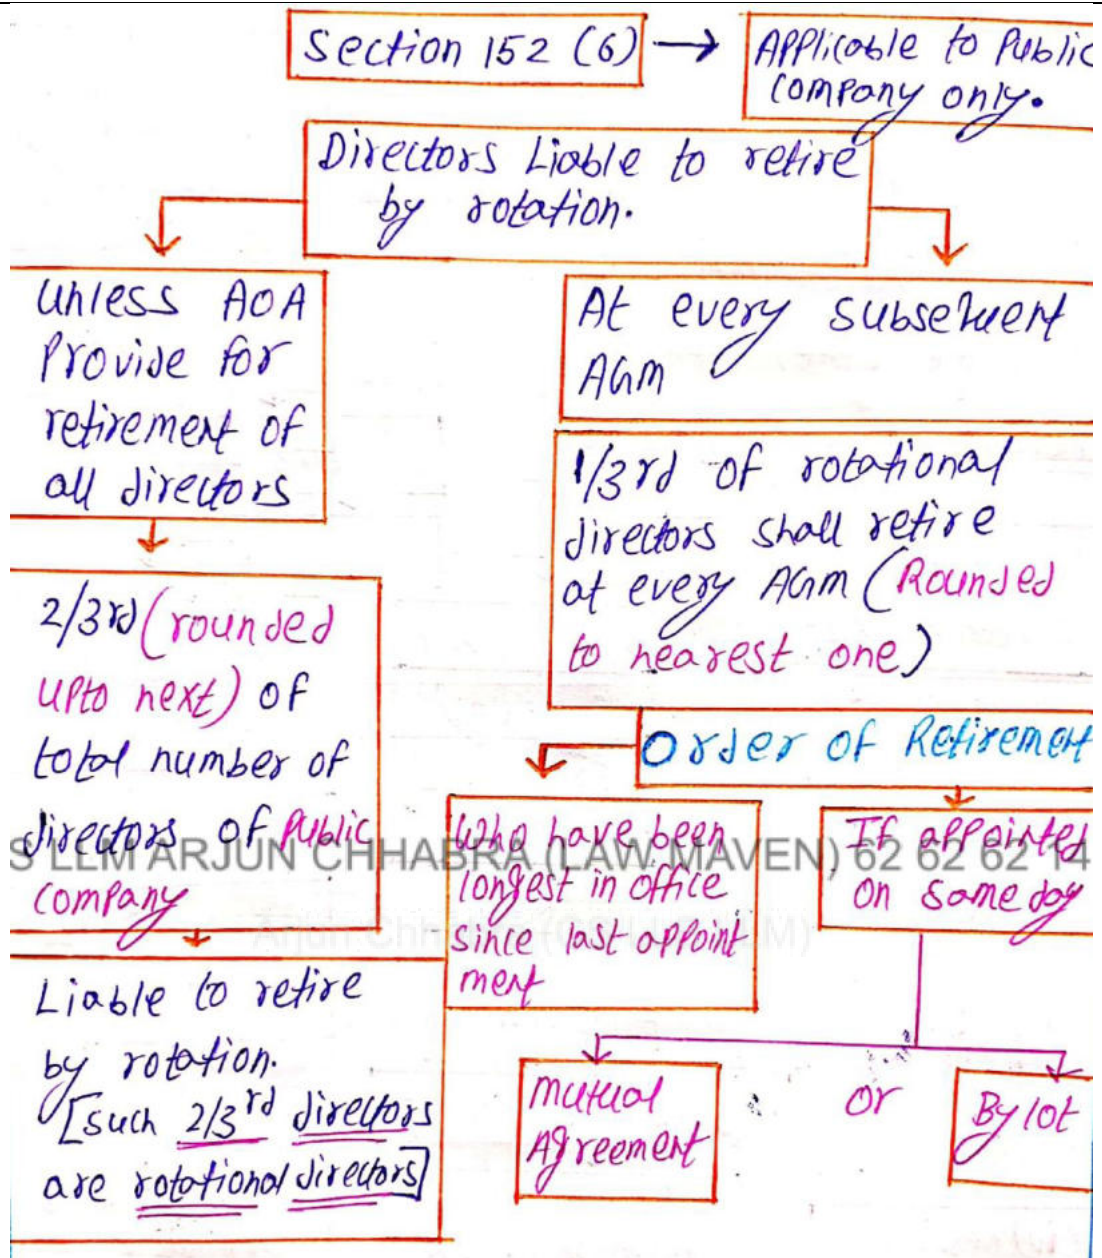 Section 152 (6)
Applicable to Public
company only.
Directors Liable to retire
by rotation.
Unless AOA
Provide for
retirement of
all directors
2/3rd (rounded
upto next) of
total number of
directors of Public
company
Liable to retire
by rotation.
[such 2/3rd directors
are rotational directors]
At every subsequent
AGM
1/3rd of rotational
directors shall retire
at every AGM (Rounded
to nearest one)
Order of Retirement
Who have been
longest in office
since last appoint
ment
If appointed
on same day
Mutual
Agreement
or
By lot
S LLM ARJUN CHHABRA (LAW MAVEN) 62 62 62 14